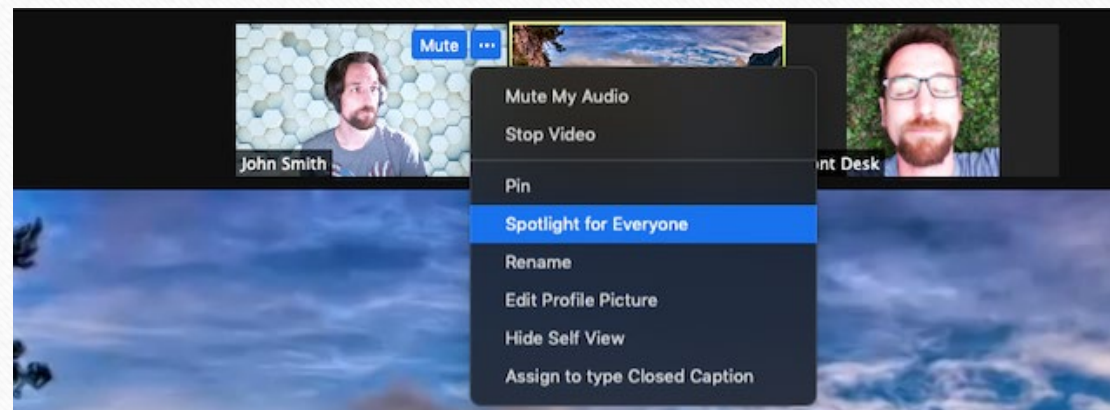 Mute ...
John Smith
Mute My Audio
Stop Video
Pin
Spotlight for Everyone
Rename
Edit Profile Picture
Hide Self View
Assign to type Closed Caption
nt Desk